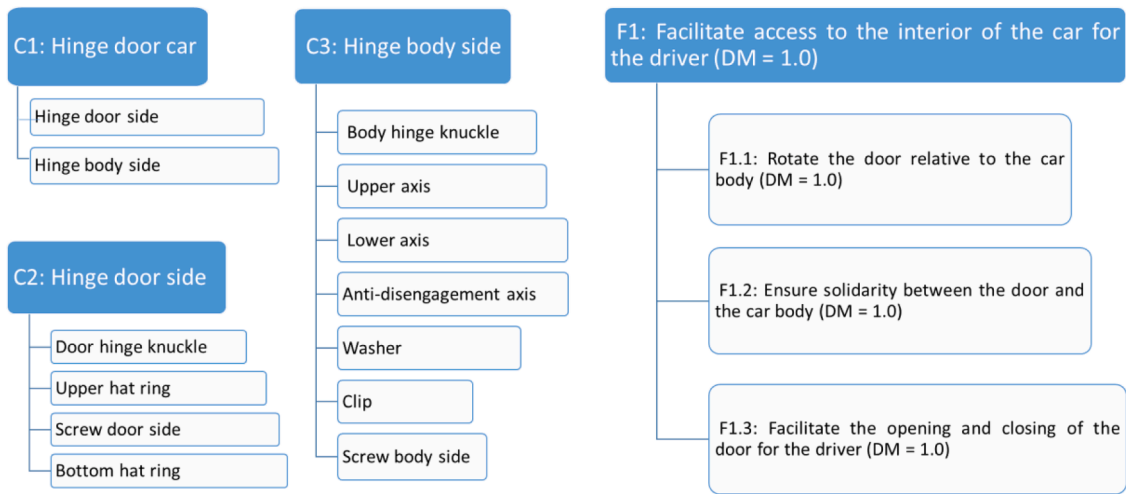 C1: Hinge door car
Hinge door side
Hinge body side
C2: Hinge door side
Door hinge knuckle
Upper hat ring
Screw door side
Bottom hat ring
C3: Hinge body side
Body hinge knuckle
Upper axis
Lower axis
Anti-disengagement axis
Washer
Clip
Screw body side
F1: Facilitate access to the interior of the car for
the driver (DM = 1.0)
F1.1: Rotate the door relative to the car
body (DM = 1.0)
F1.2: Ensure solidarity between the door and
the car body (DM = 1.0)
F1.3: Facilitate the opening and closing of the
door for the driver (DM = 1.0)